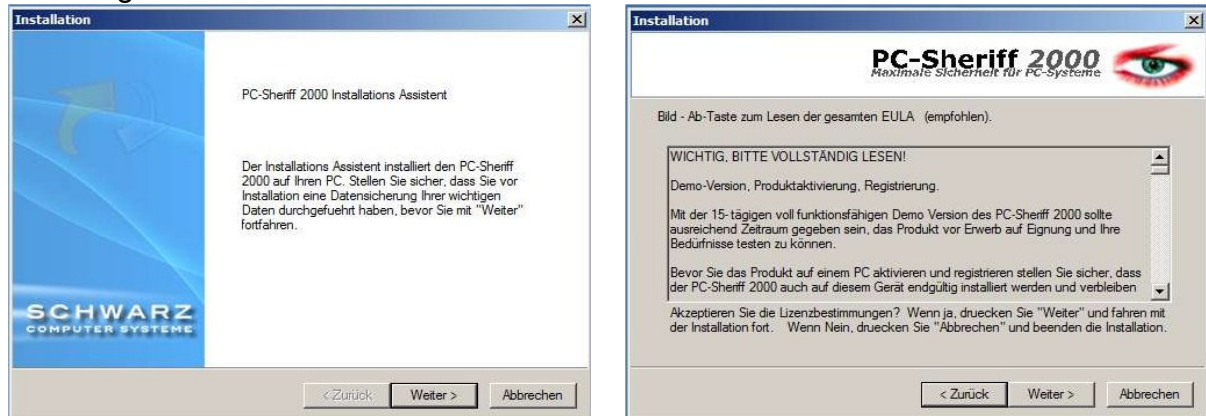 Installation
PC-Sheriff 2000 Installations Assistent
Der Installations Assistent installiert den PC-Sheriff
2000 auf Ihren PC. Stellen Sie sicher, dass Sie vor
Installation eine Datensicherung Ihrer wichtigen
Daten durchgefuehrt haben, bevor Sie mit "Weiter"
fortfahren.
SCHWARZ
COMPUTER SYSTEME
< Zurück
Weiter >
Abbrechen
Installation
PC-Sheriff 2000
Maximale Sicherheit für PC-Systeme
Bild - Ab-Taste zum Lesen der gesamten EULA (empfohlen).
WICHTIG, BITTE VOLLSTÄNDIG LESEN!
Demo-Version, Produktaktivierung, Registrierung.
Mit der 15- tägigen voll funktionsfähigen Demo Version des PC-Sheriff 2000 sollte
ausreichend Zeitraum gegeben sein, das Produkt vor Erwerb auf Eignung und Ihre
Bedürfnisse testen zu können.
Bevor Sie das Produkt auf einem PC aktivieren und registrieren stellen Sie sicher, dass
der PC-Sheriff 2000 auch auf diesem Gerät endgültig installiert werden und verbleiben
Akzeptieren Sie die Lizenzbestimmungen? Wenn ja, druecken Sie "Weiter" und fahren mit
der Installation fort. Wenn Nein, druecken Sie "Abbrechen" und beenden die Installation.
< Zurück
Weiter >
Abbrechen